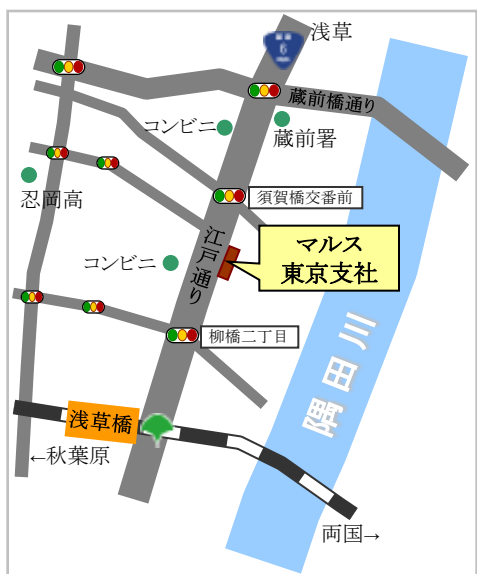 浅草
6
蔵前橋通り
コンビニ
蔵前署
忍岡高
須賀橋交番前
江戸通り
マルス
東京支社
コンビニ
柳橋二丁目
隅田川
浅草橋
←秋葉原
両国→